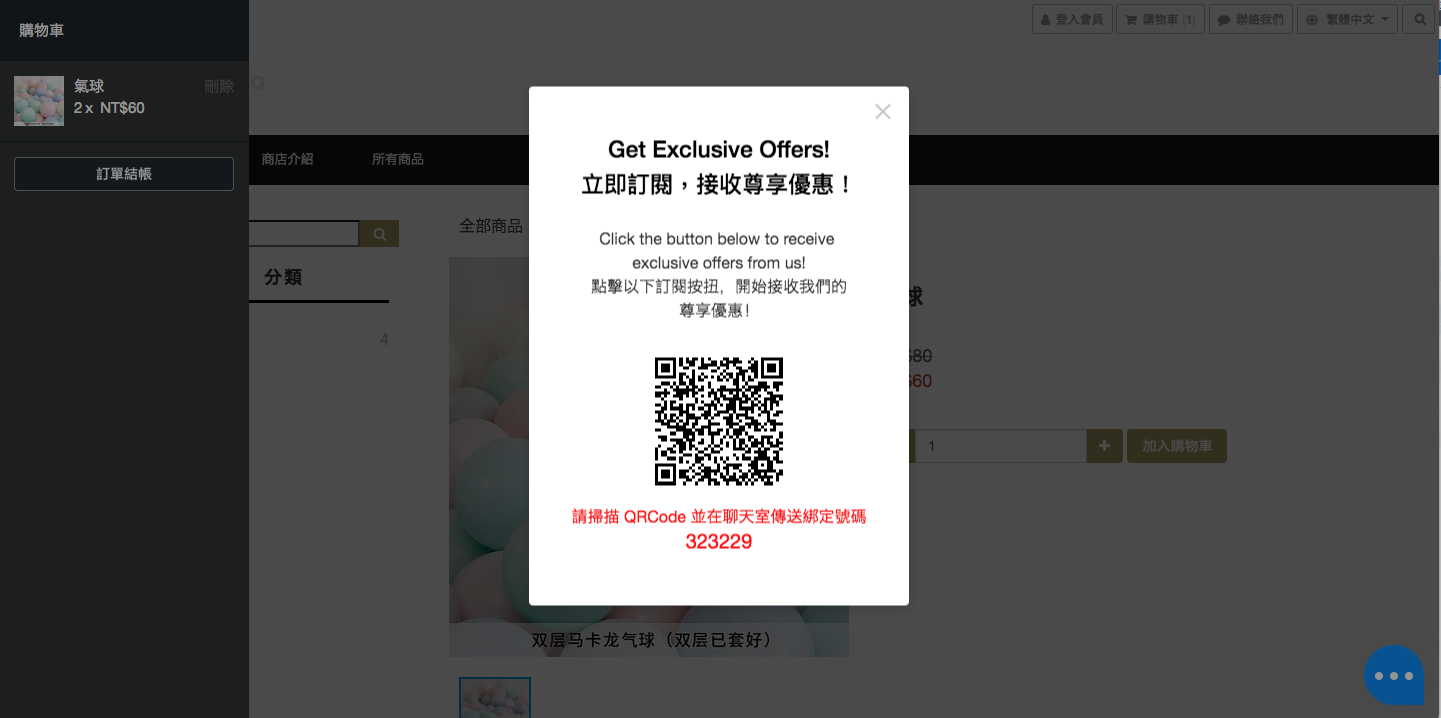 購物車
氣球
刪除
2 x NT$60
訂單結帳
登入會員
購物車 (1)
聯絡我們
繁體中文
商店介紹
所有商品
分類
4
全部商品
球
80
60
1
加入購物車
Get Exclusive Offers!
立即訂閱，接收尊享優惠！
Click the button below to receive
exclusive offers from us!
點擊以下訂閱按扭，開始接收我們的
尊享優惠！
請掃描 QRCode 並在聊天室傳送綁定號碼
323229
双层马卡龙气球（双层已套好）